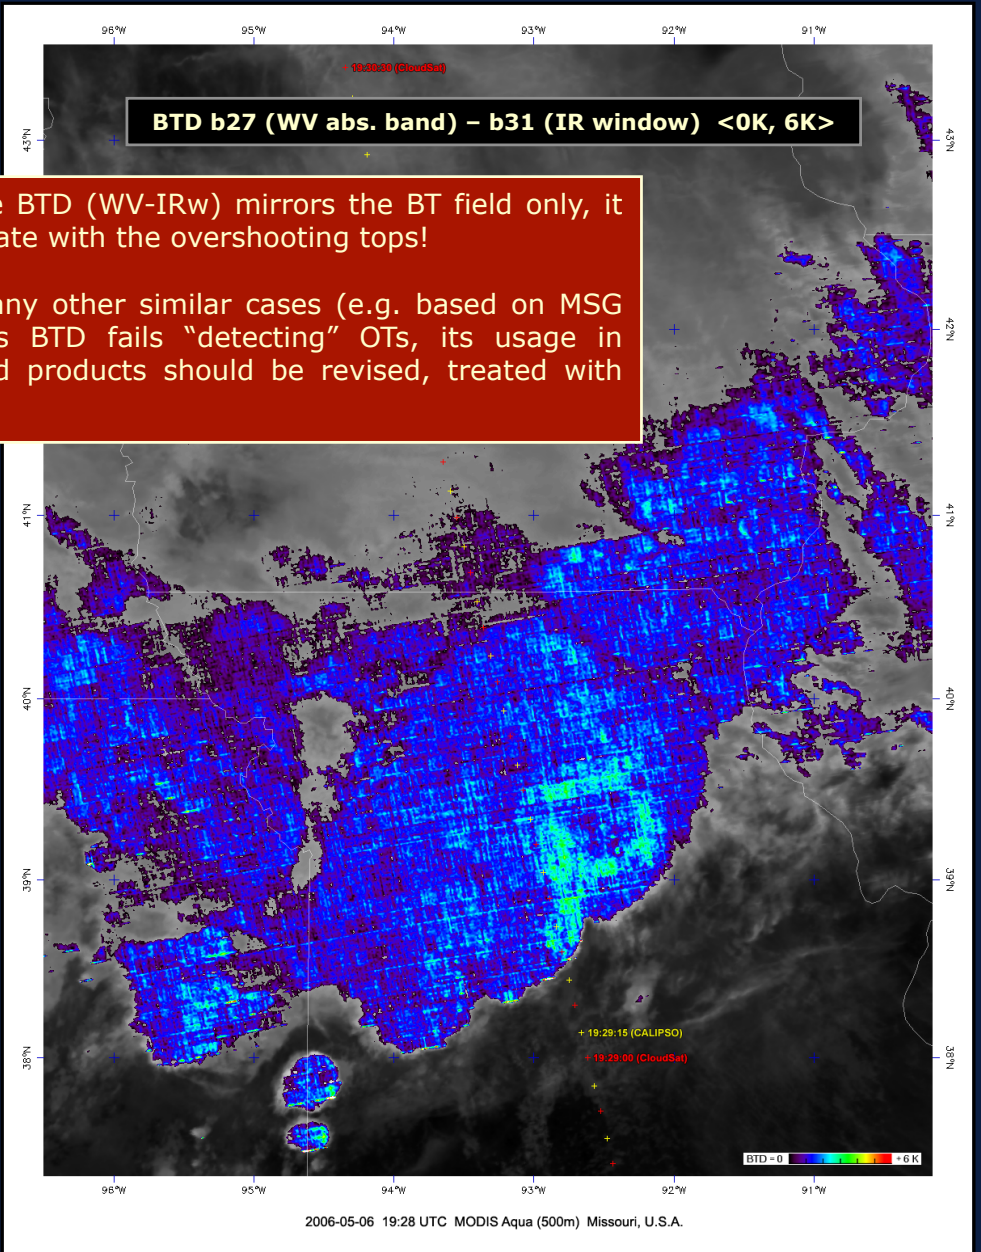 96°W 95°W 94°W 93°W 92°W 91°W
19:30:30 (CloudSat)
BTD b27 (WV abs. band) – b31 (IR window) <0K, 6K>
43°N 43°N
e BTD (WV-IRw) mirrors the BT field only, it
ate with the overshooting tops!
any other similar cases (e.g. based on MSG
s BTD fails “detecting” OTs, its usage in
d products should be revised, treated with
42°N
41°N 41°N
40°N 40°N
39°N 39°N
19:29:15 (CALIPSO)
19:29:00 (CloudSat)
38°N 38°N
BTD = 0 +6 K
96°W 95°W 94°W 93°W 92°W 91°W
2006-05-06 19:28 UTC MODIS Aqua (500m) Missouri, U.S.A.